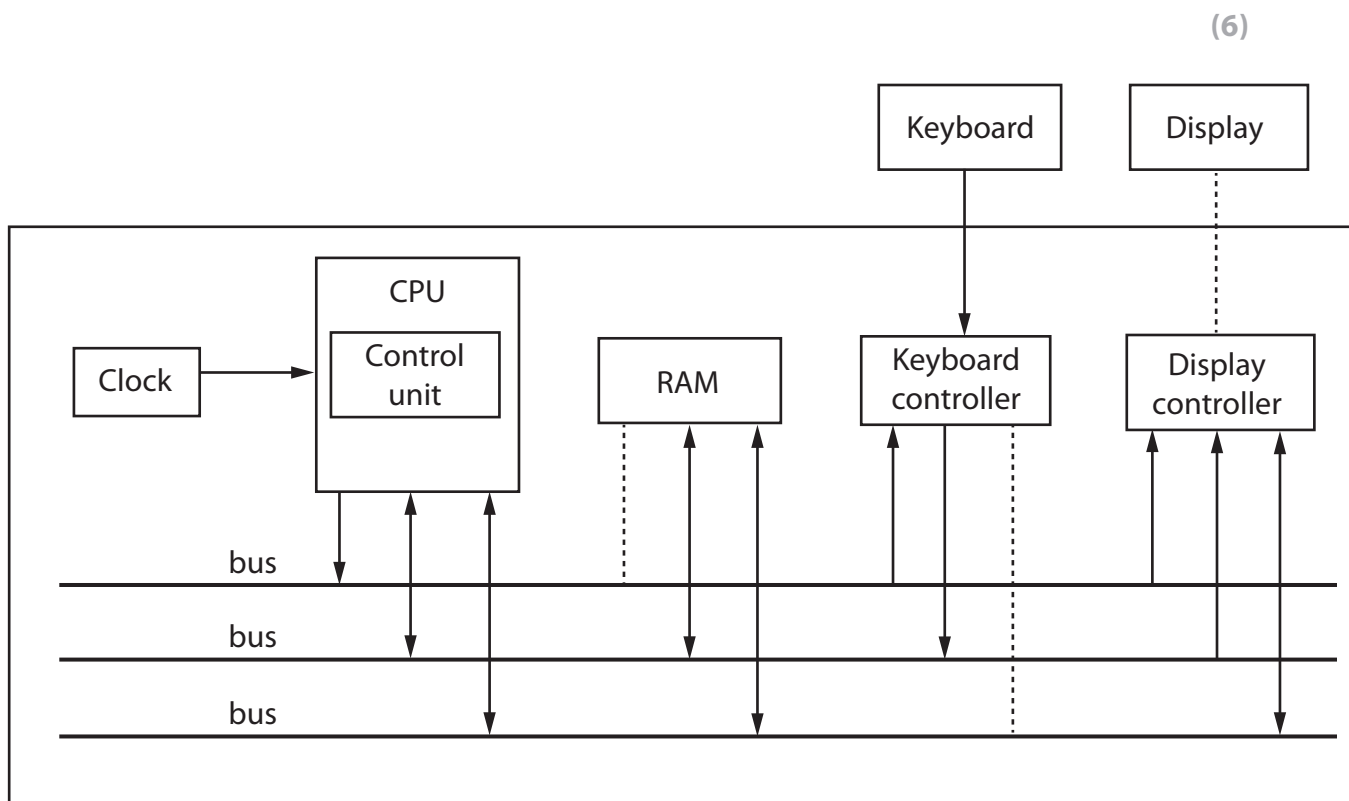 (6)
Keyboard
Display
CPU
Control
unit
Clock
RAM
Keyboard
controller
Display
controller
bus
bus
bus